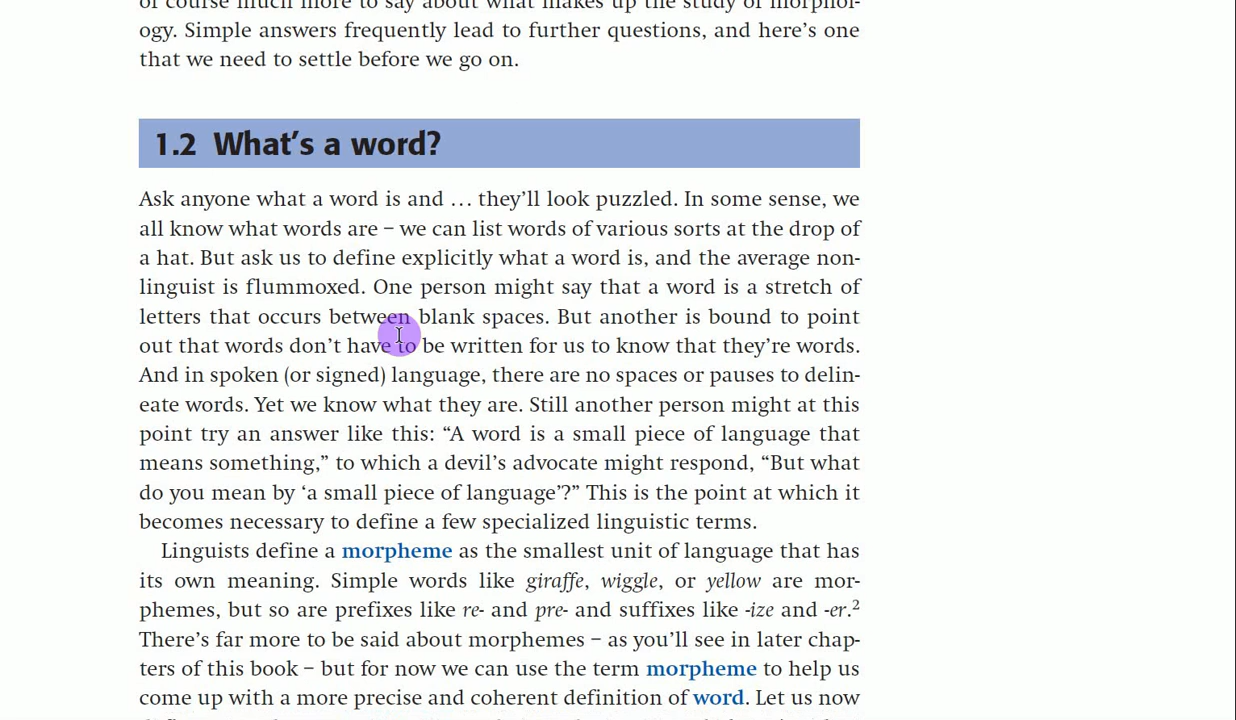 of course much more to say about what makes up the study of morphol-
ogy. Simple answers frequently lead to further questions, and here’s one
that we need to settle before we go on.
1.2 What’s a word?
Ask anyone what a word is and … they’ll look puzzled. In some sense, we
all know what words are – we can list words of various sorts at the drop of
a hat. But ask us to define explicitly what a word is, and the average non-
linguist is flummoxed. One person might say that a word is a stretch of
letters that occurs between blank spaces. But another is bound to point
out that words don’t have to be written for us to know that they’re words.
And in spoken (or signed) language, there are no spaces or pauses to delin-
eate words. Yet we know what they are. Still another person might at this
point try an answer like this: “A word is a small piece of language that
means something,” to which a devil’s advocate might respond, “But what
do you mean by ‘a small piece of language’?” This is the point at which it
becomes necessary to define a few specialized linguistic terms.
Linguists define a morpheme as the smallest unit of language that has
its own meaning. Simple words like giraffe, wiggle, or yellow are mor-
phemes, but so are prefixes like re- and pre- and suffixes like -ize and -er.²
There’s far more to be said about morphemes – as you’ll see in later chap-
ters of this book – but for now we can use the term morpheme to help us
come up with a more precise and coherent definition of word. Let us now